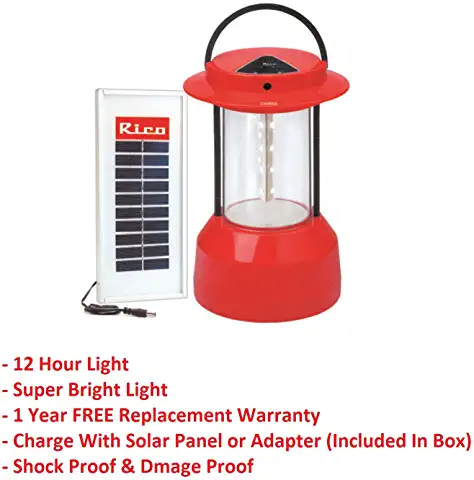 Rico
Rico
- 12 Hour Light
- Super Bright Light
- 1 Year FREE Replacement Warranty
- Charge With Solar Panel or Adapter (Included In Box)
- Shock Proof & Dmage Proof